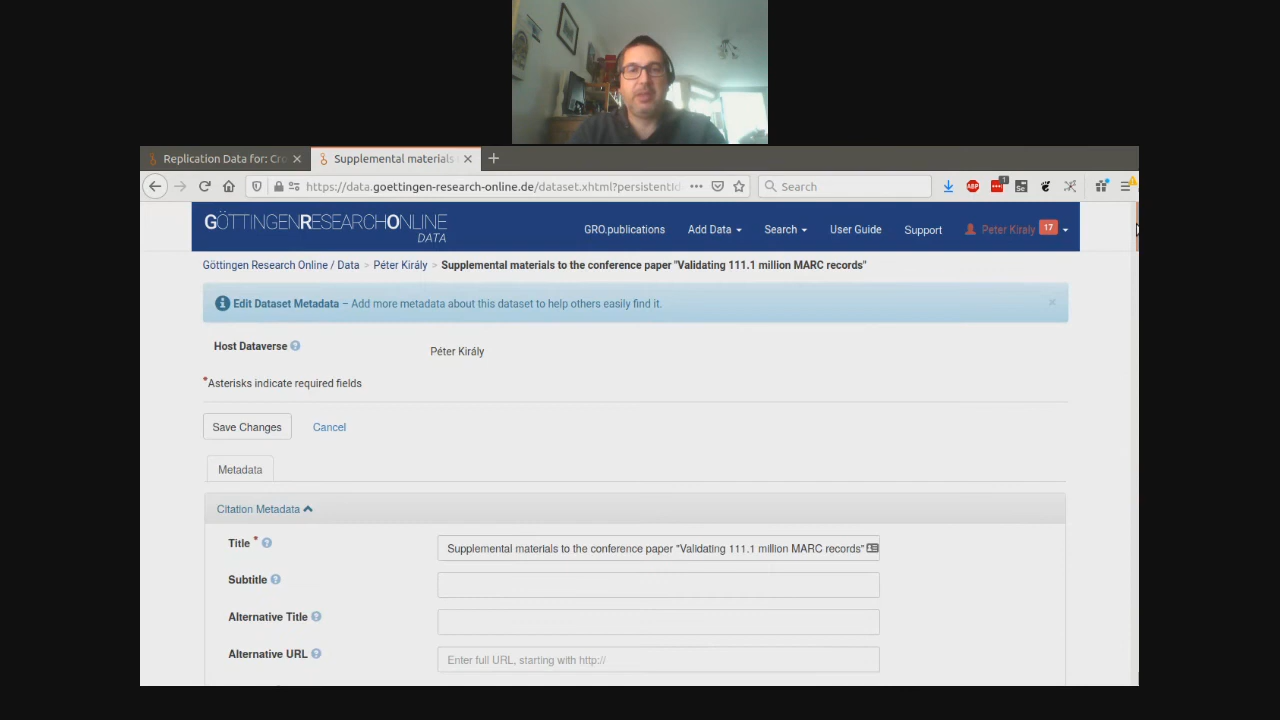 Replication Data for: Cro
Supplemental materials
https://data.goettingen-research-online.de/dataset.xhtml?persistentId
Search
GÖTTINGENRESEARCHONLINE
DATA
GRO.publications Add Data Search User Guide Support Peter Kiraly 17
Göttingen Research Online / Data > Péter Király > Supplemental materials to the conference paper "Validating 111.1 million MARC records"
Edit Dataset Metadata – Add more metadata about this dataset to help others easily find it.
Host Dataverse
Péter Király
*Asterisks indicate required fields
Save Changes Cancel
Metadata
Citation Metadata
Title * Supplemental materials to the conference paper "Validating 111.1 million MARC records"
Subtitle
Alternative Title
Alternative URL Enter full URL, starting with http://